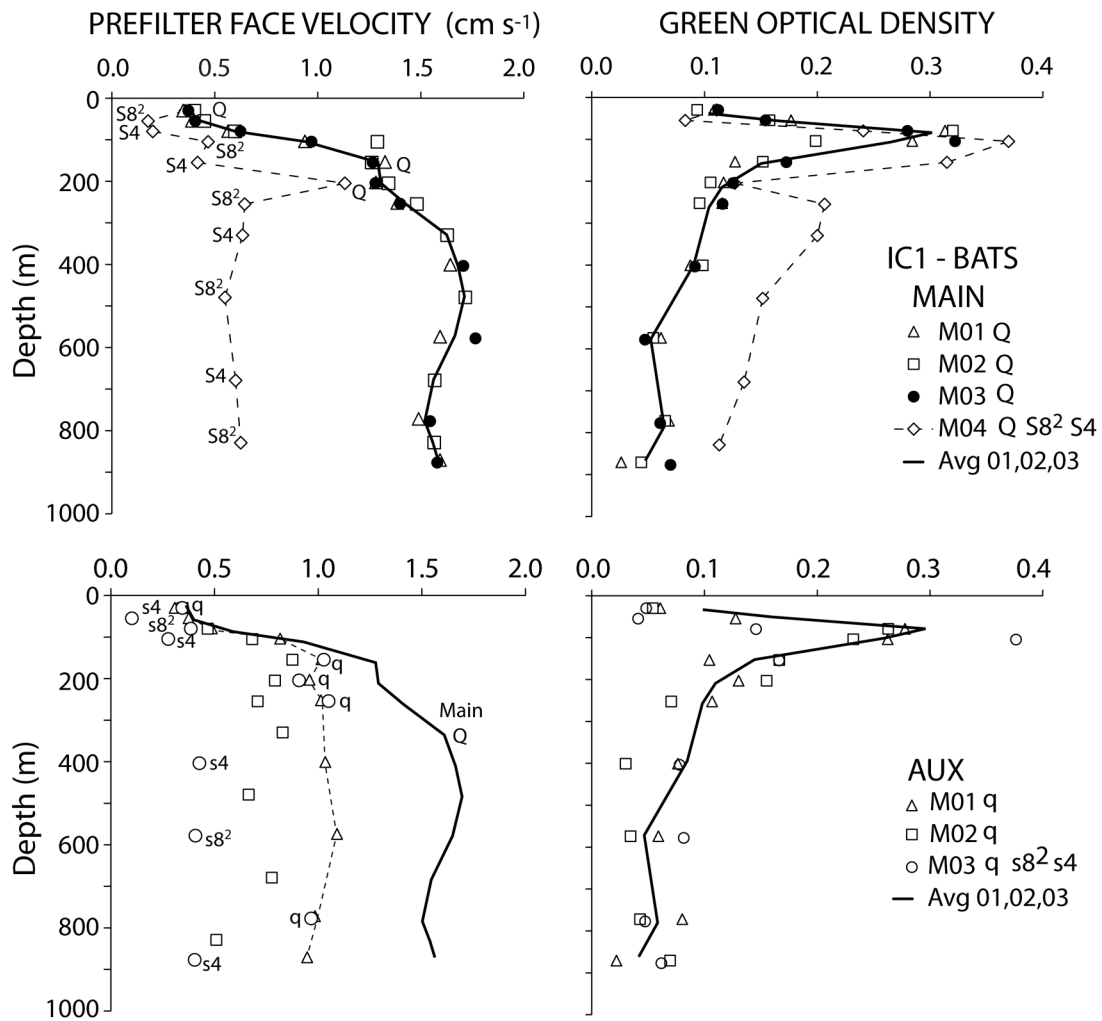 PREFILTER FACE VELOCITY (cm s-1)
GREEN OPTICAL DENSITY
0.0 0.5 1.0 1.5 2.0
0.0 0.1 0.2 0.3 0.4
0
200
400
600
800
1000
Depth (m)
Q
S8²
S4
S8²
S4
Q
Q
S8²
S4
S8²
S4
S8²
IC1 - BATS
MAIN
M01 Q
M02 Q
M03 Q
M04 Q S8² S4
Avg 01,02,03
0.0 0.5 1.0 1.5 2.0
0.0 0.1 0.2 0.3 0.4
0
200
400
600
800
1000
Depth (m)
s4 q
s8²
s4
q
q
q
Main
Q
s4
s8²
q
s4
AUX
M01 q
M02 q
M03 q s8² s4
Avg 01,02,03